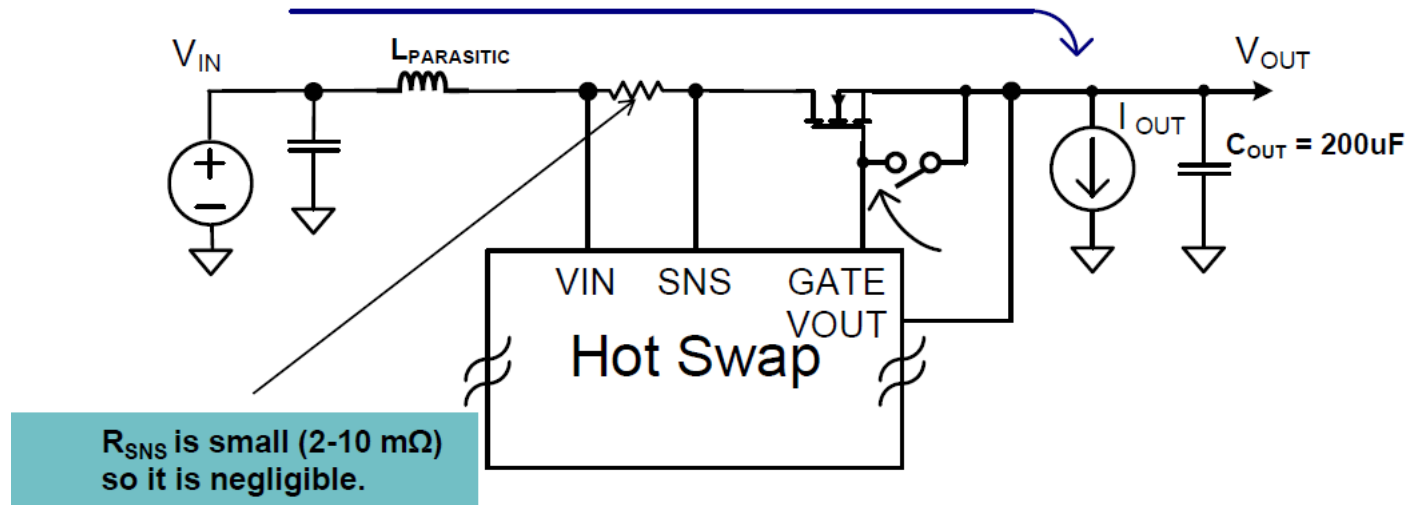 V_IN
L_PARASITIC
V_OUT
I_OUT
C_OUT = 200uF
VIN SNS GATE
VOUT
Hot Swap
R_SNS is small (2-10 mΩ)
so it is negligible.